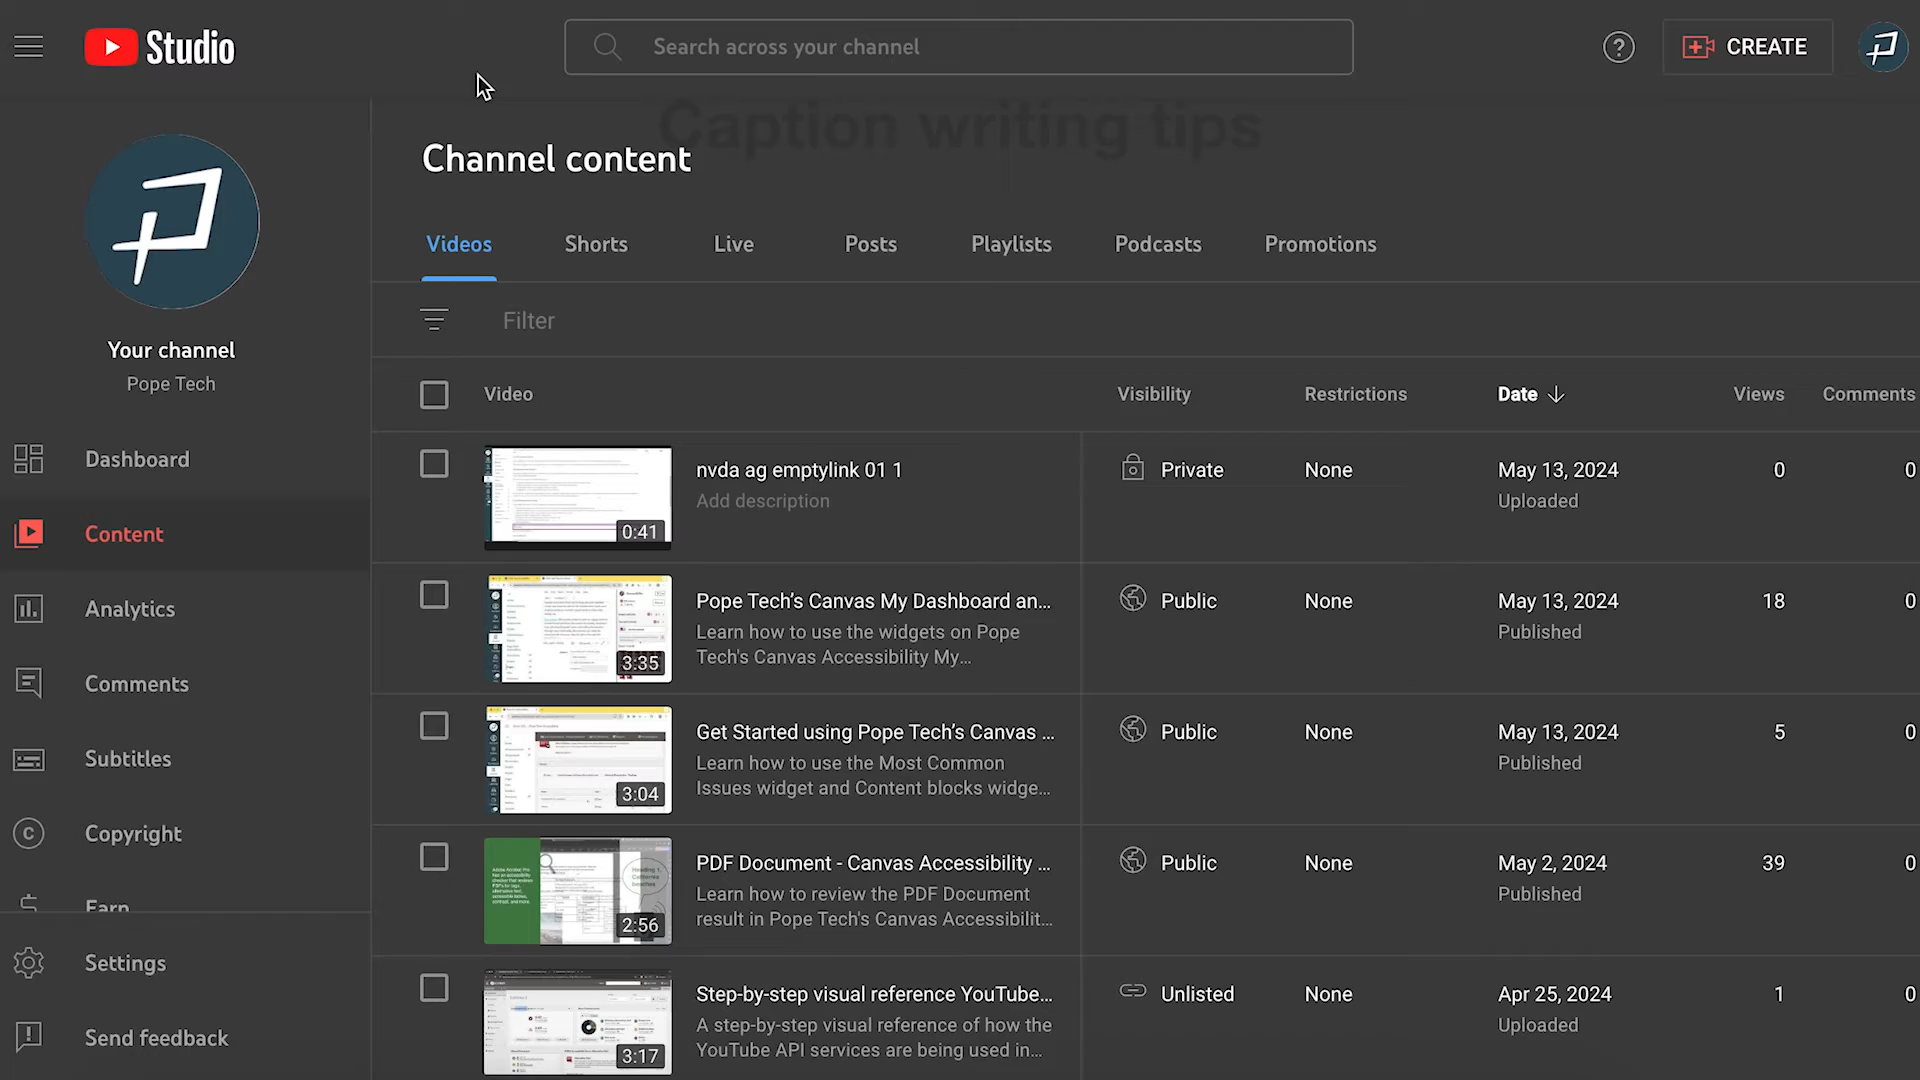 Studio
Search across your channel
CREATE
Caption writing tips
Channel content
Videos
Shorts
Live
Posts
Playlists
Podcasts
Promotions
Filter
Your channel
Pope Tech
Dashboard
Content
Analytics
Comments
Subtitles
Copyright
Earn
Settings
Send feedback
Video Visibility Restrictions Date Views Comments
0:41
nvda ag emptylink 01 1 Private None May 13, 2024 0 0
Add description Uploaded
3:35
Pope Tech’s Canvas My Dashboard an... Public None May 13, 2024 18 0
Learn how to use the widgets on Pope Published
Tech's Canvas Accessibility My...
3:04
Get Started using Pope Tech’s Canvas ... Public None May 13, 2024 5 0
Learn how to use the Most Common Published
Issues widget and Content blocks widge...
2:56
PDF Document - Canvas Accessibility ... Public None May 2, 2024 39 0
Learn how to review the PDF Document Published
result in Pope Tech's Canvas Accessibilit...
3:17
Step-by-step visual reference YouTube... Unlisted None Apr 25, 2024 1 0
A step-by-step visual reference of how the Uploaded
YouTube API services are being used in...